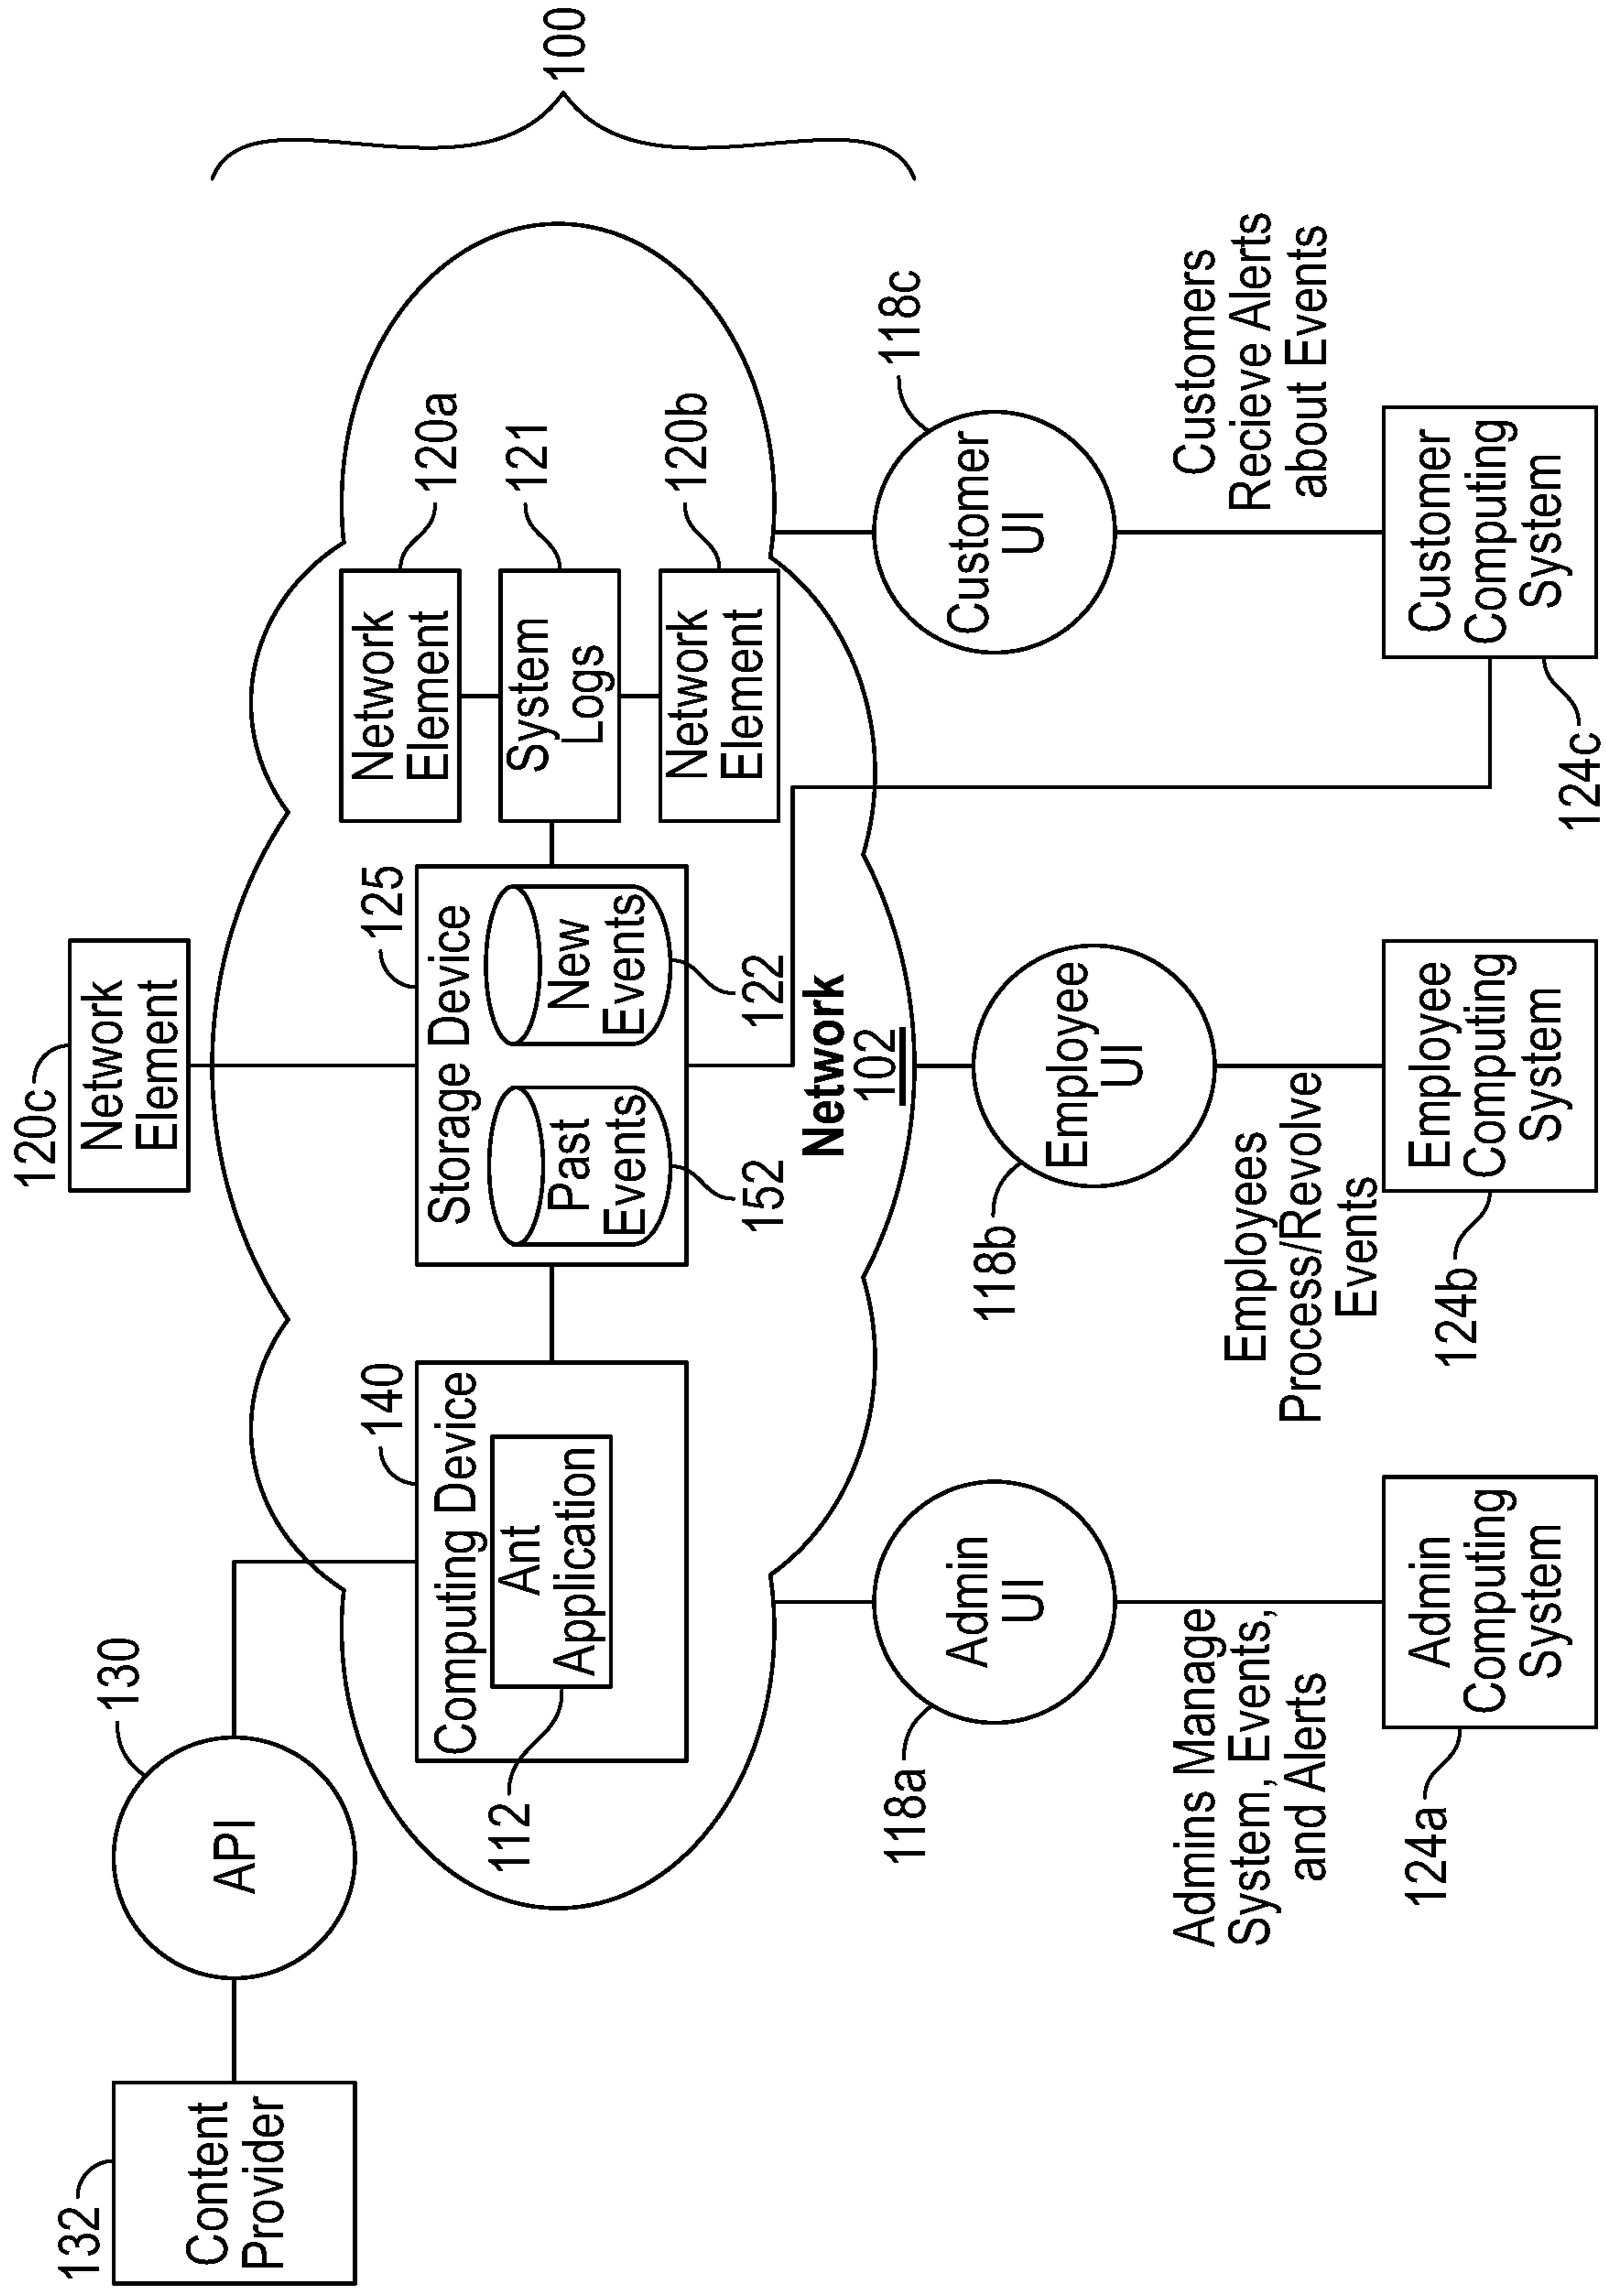 100
132
Content
Provider
130
API
120c
Network
Element
140
Computing Device
Ant
Application
112
125
Storage Device
Past
Events
152
New
Events
122
Network
Element
120a
System
Logs
121
Network
Element
120b
Network
102
118a
Admin
UI
118b
Employee
UI
118c
Customer
UI
Admins Manage
System, Events,
and Alerts
Employees
Process/Revolve
Events
Customers
Recieve Alerts
about Events
124a
Admin
Computing
System
124b
Employee
Computing
System
124c
Customer
Computing
System